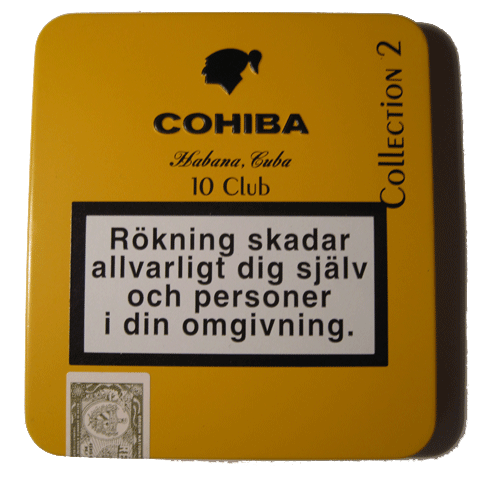 COHIBA
Habana, Cuba
10 Club
Collection 2
Rökning skadar
allvarligt dig själv
och personer
i din omgivning.